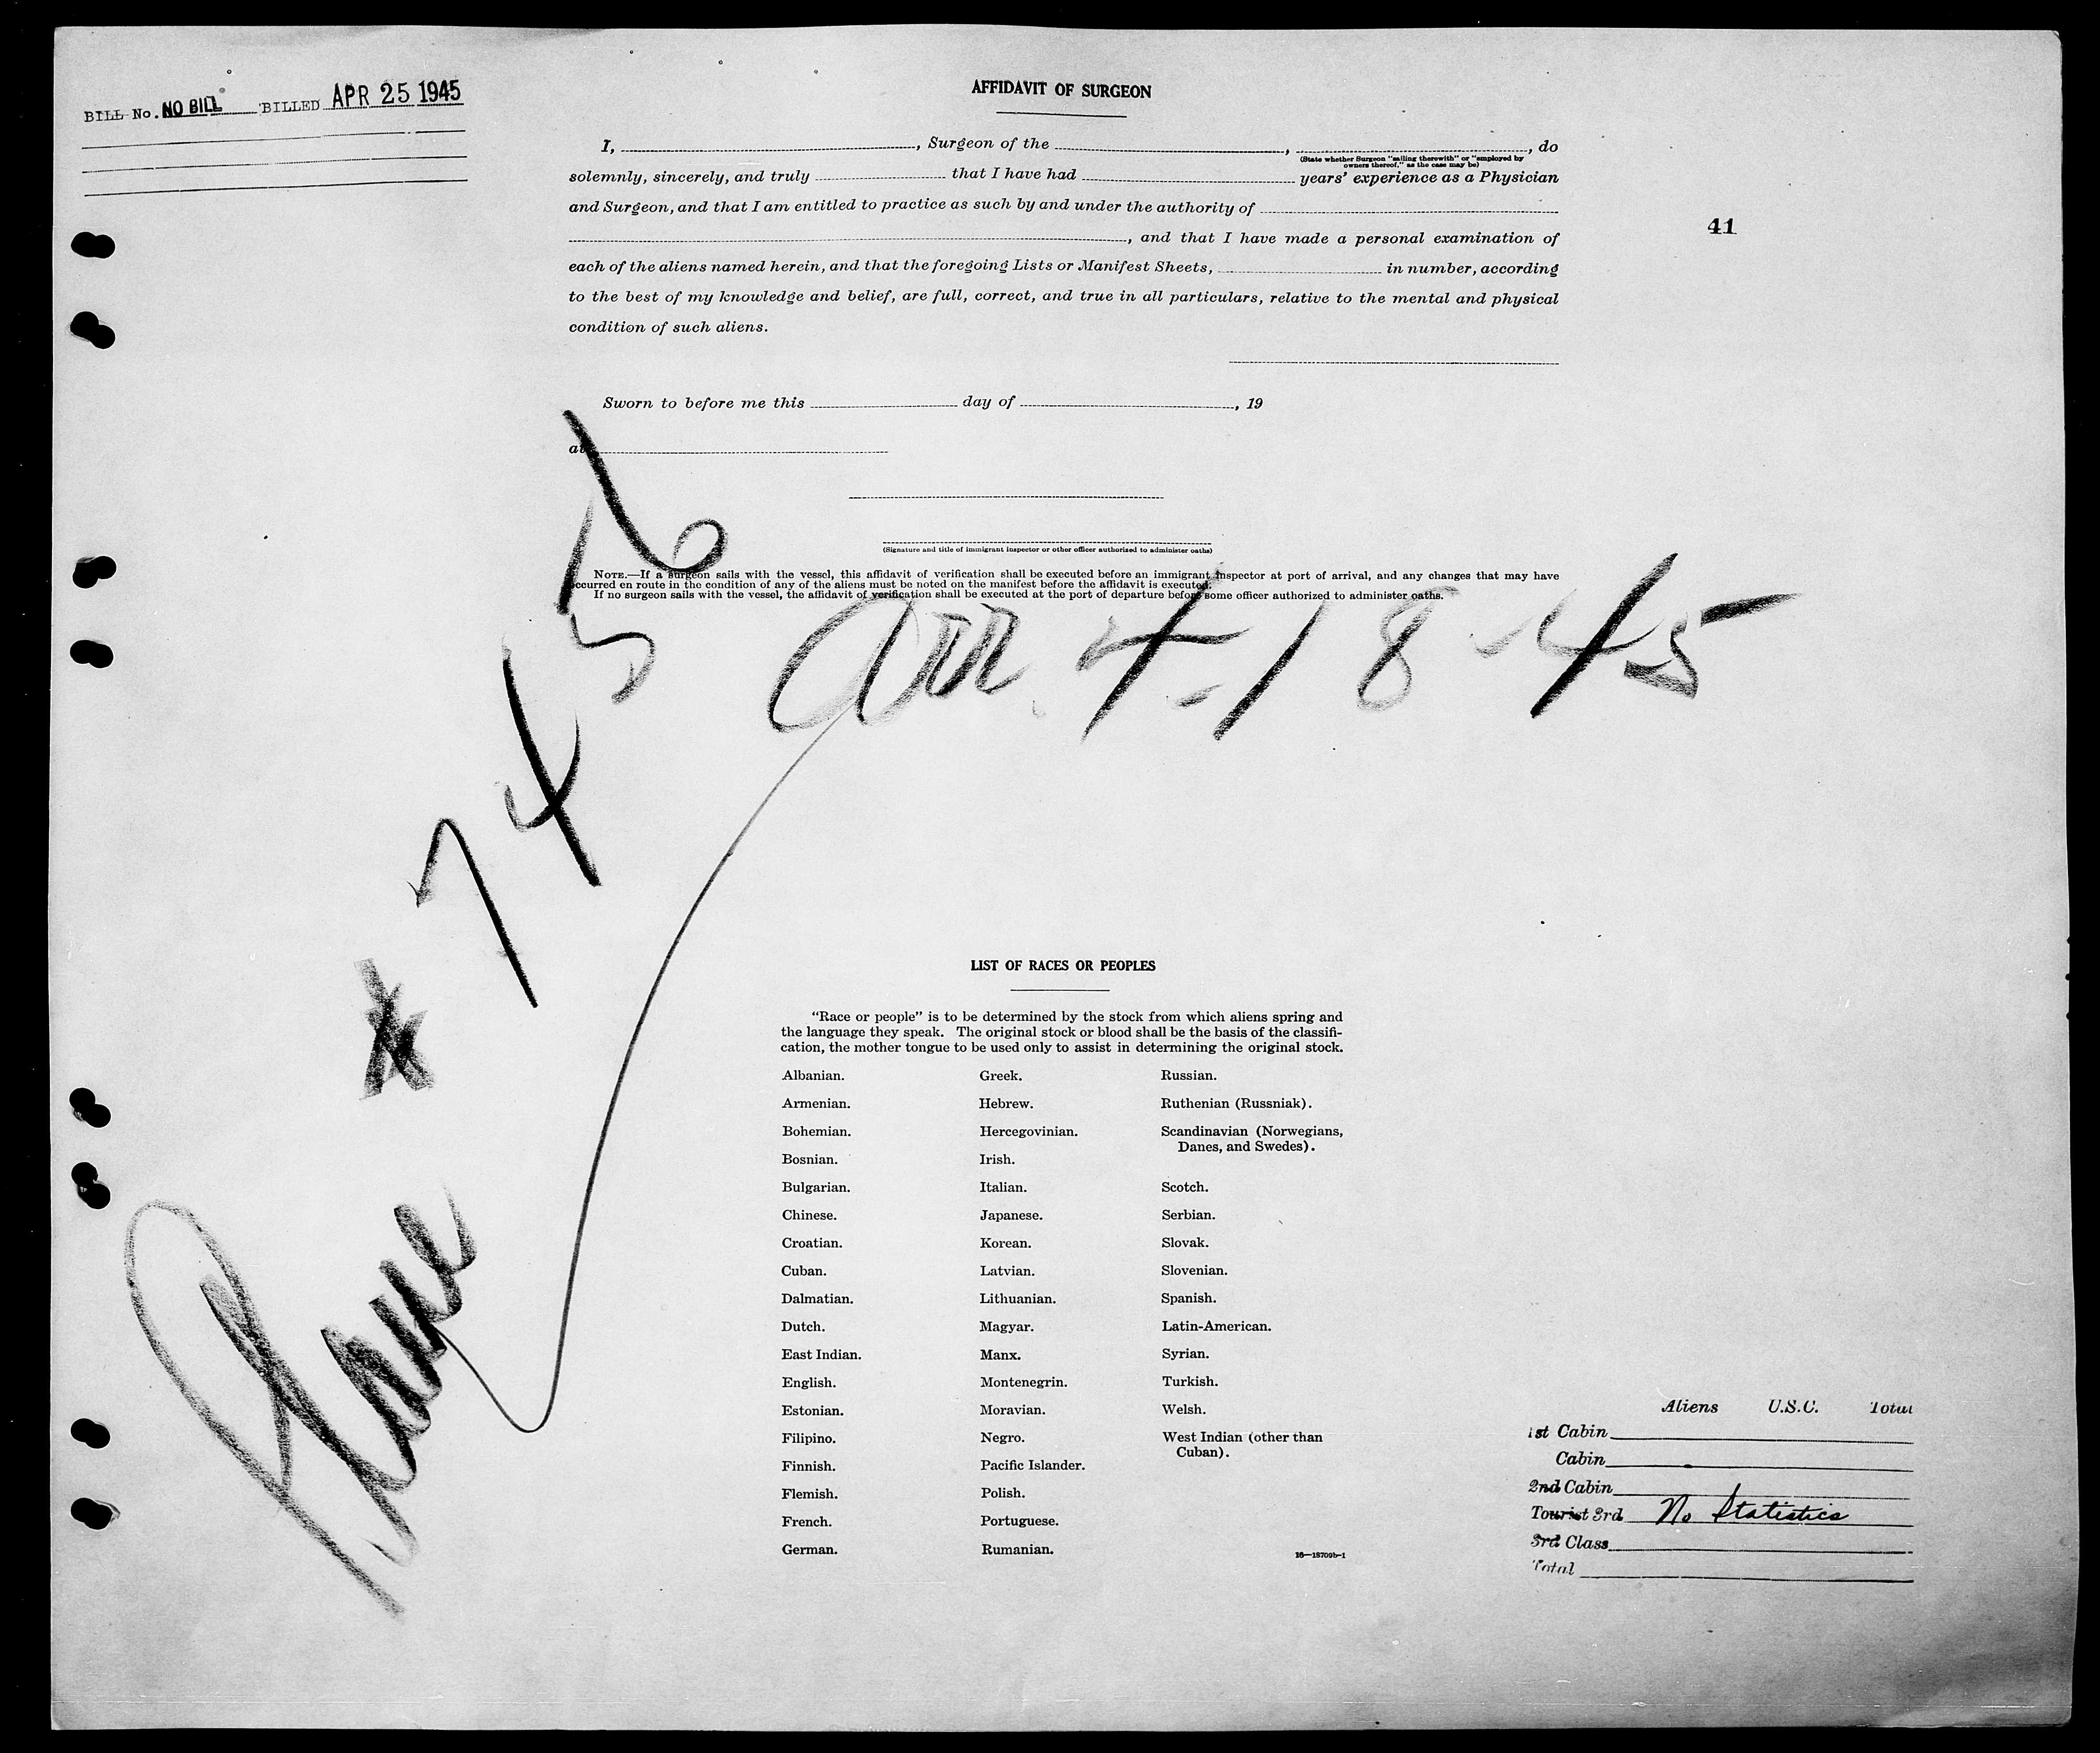 BILL No. NO BILL BILLED APR 25 1945
AFFIDAVIT OF SURGEON
I, , Surgeon of the , , do
(State whether Surgeon "sailing therewith" or "employed by
owners thereof," as the case may be)
solemnly, sincerely, and truly that I have had years' experience as a Physician
and Surgeon, and that I am entitled to practice as such by and under the authority of
, and that I have made a personal examination of
41
each of the aliens named herein, and that the foregoing Lists or Manifest Sheets, in number, according
to the best of my knowledge and belief, are full, correct, and true in all particulars, relative to the mental and physical
condition of such aliens.
Sworn to before me this day of , 19
at
(Signature and title of immigrant inspector or other officer authorized to administer oaths)
NOTE.—If a surgeon sails with the vessel, this affidavit of verification shall be executed before an immigrant inspector at port of arrival, and any changes that may have
occurred en route in the condition of any of the aliens must be noted on the manifest before the affidavit is executed.
If no surgeon sails with the vessel, the affidavit of verification shall be executed at the port of departure before some officer authorized to administer oaths.
Arr. 4-18-45
Plane # 7456
LIST OF RACES OR PEOPLES
"Race or people" is to be determined by the stock from which aliens spring and
the language they speak. The original stock or blood shall be the basis of the classifi-
cation, the mother tongue to be used only to assist in determining the original stock.
Albanian.
Armenian.
Bohemian.
Bosnian.
Bulgarian.
Chinese.
Croatian.
Cuban.
Dalmatian.
Dutch.
East Indian.
English.
Estonian.
Filipino.
Finnish.
Flemish.
French.
German.
Greek.
Hebrew.
Hercegovinian.
Irish.
Italian.
Japanese.
Korean.
Latvian.
Lithuanian.
Magyar.
Manx.
Montenegrin.
Moravian.
Negro.
Pacific Islander.
Polish.
Portuguese.
Rumanian.
Russian.
Ruthenian (Russniak).
Scandinavian (Norwegians,
Danes, and Swedes).
Scotch.
Serbian.
Slovak.
Slovenian.
Spanish.
Latin-American.
Syrian.
Turkish.
Welsh.
West Indian (other than
Cuban).
16—18709b-1
Aliens U.S.C. Total
1st Cabin
Cabin
2nd Cabin
Tourist 3rd No Statistics
3rd Class
Total